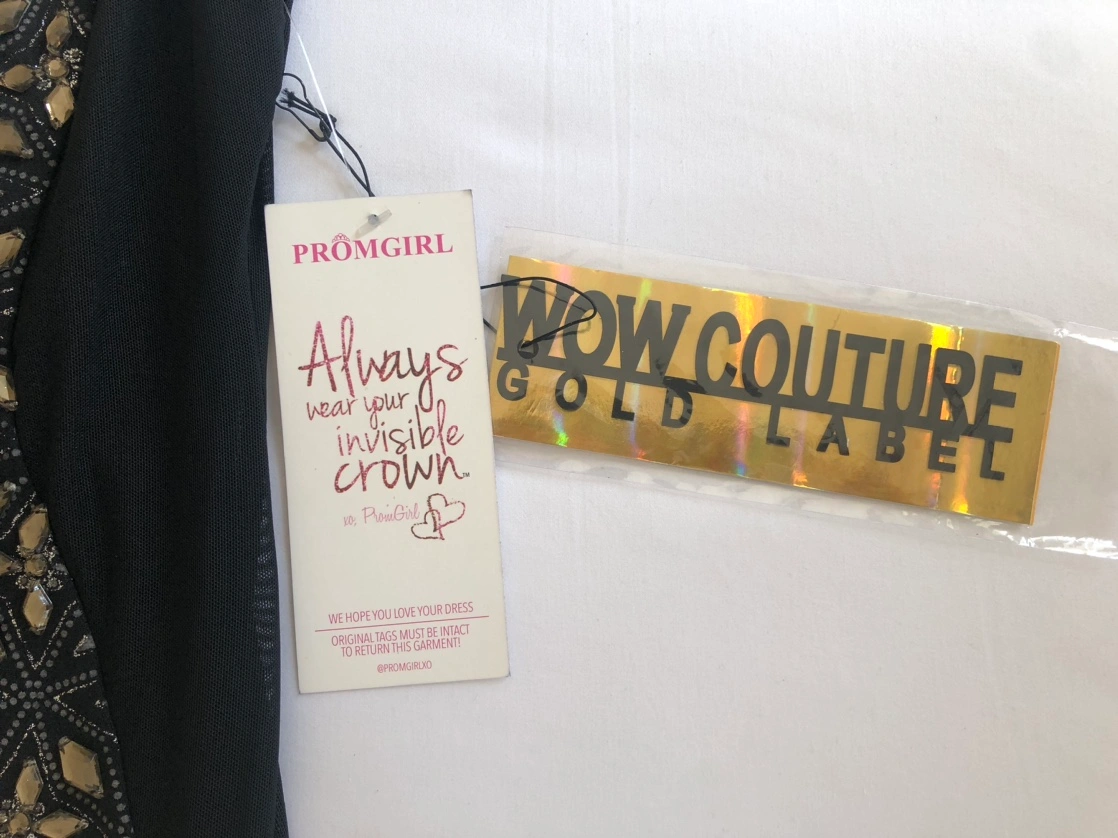 PROMGIRL
Always
wear your
invisible
crown™
xo, PromGirl
WE HOPE YOU LOVE YOUR DRESS
ORIGINAL TAGS MUST BE INTACT
TO RETURN THIS GARMENT!
@PROMGIRLXO
WOW COUTURE
GOLD LABEL